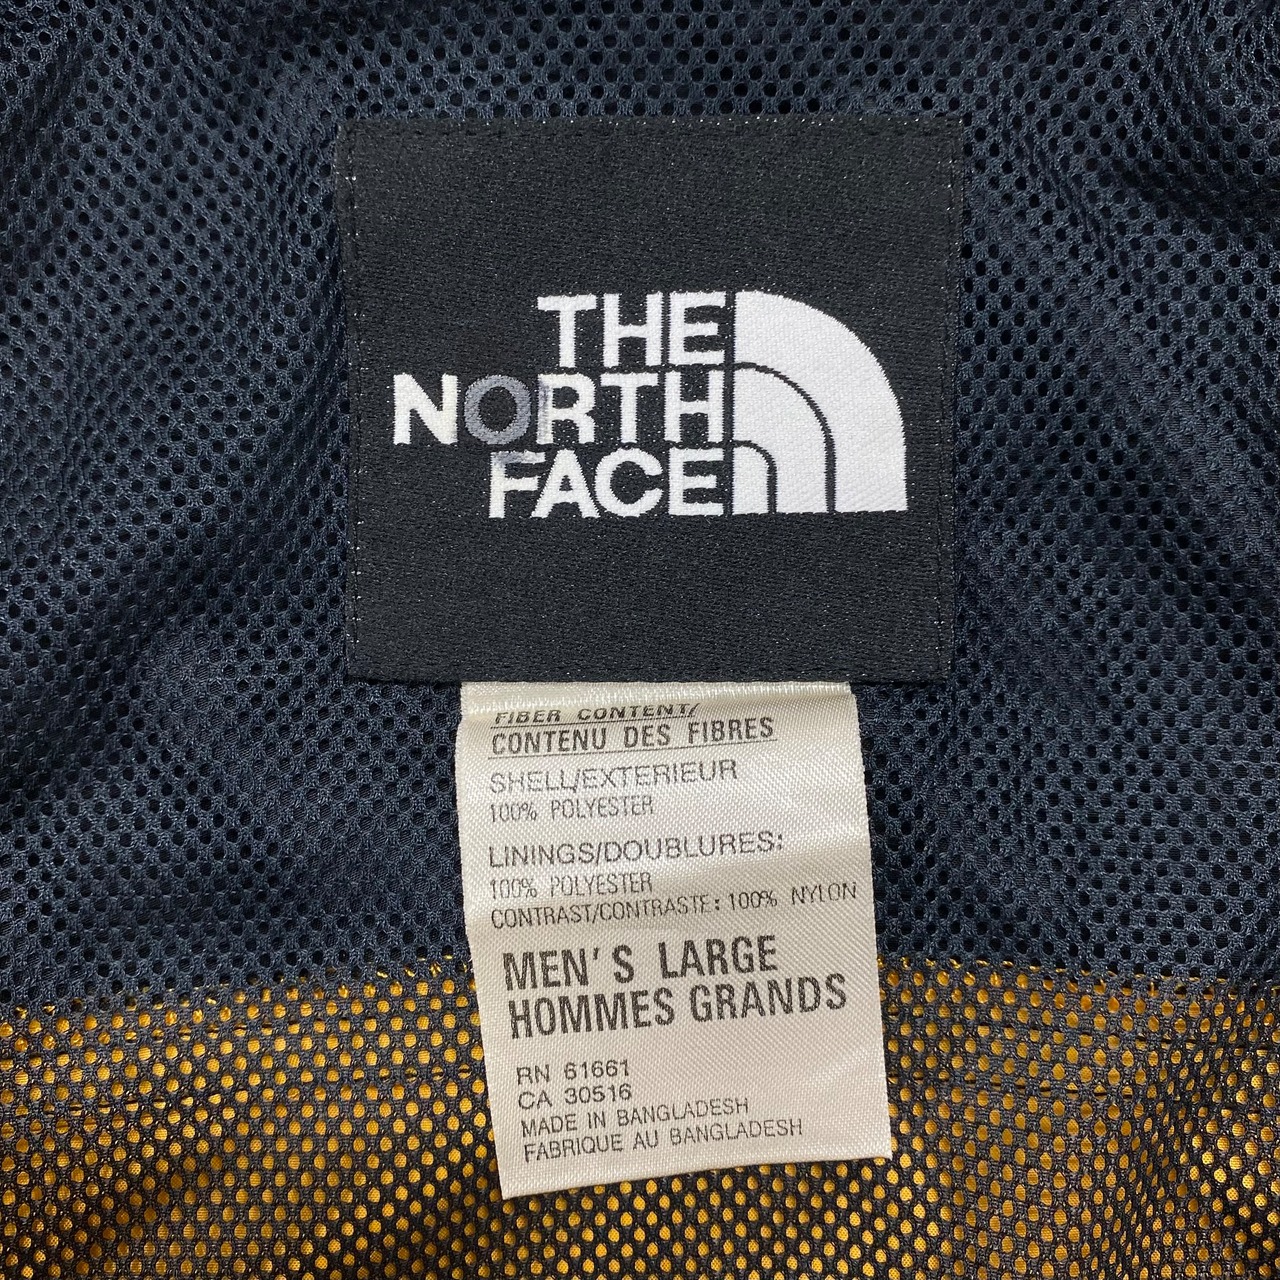 THE
NORTH
FACE
FIBER CONTENT/
CONTENU DES FIBRES
SHELL/EXTERIEUR
100% POLYESTER
LININGS/DOUBLURES:
100% POLYESTER
CONTRAST/CONTRASTE: 100% NYLON
MEN'S LARGE
HOMMES GRANDS
RN 61661
CA 30516
MADE IN BANGLADESH
FABRIQUE AU BANGLADESH